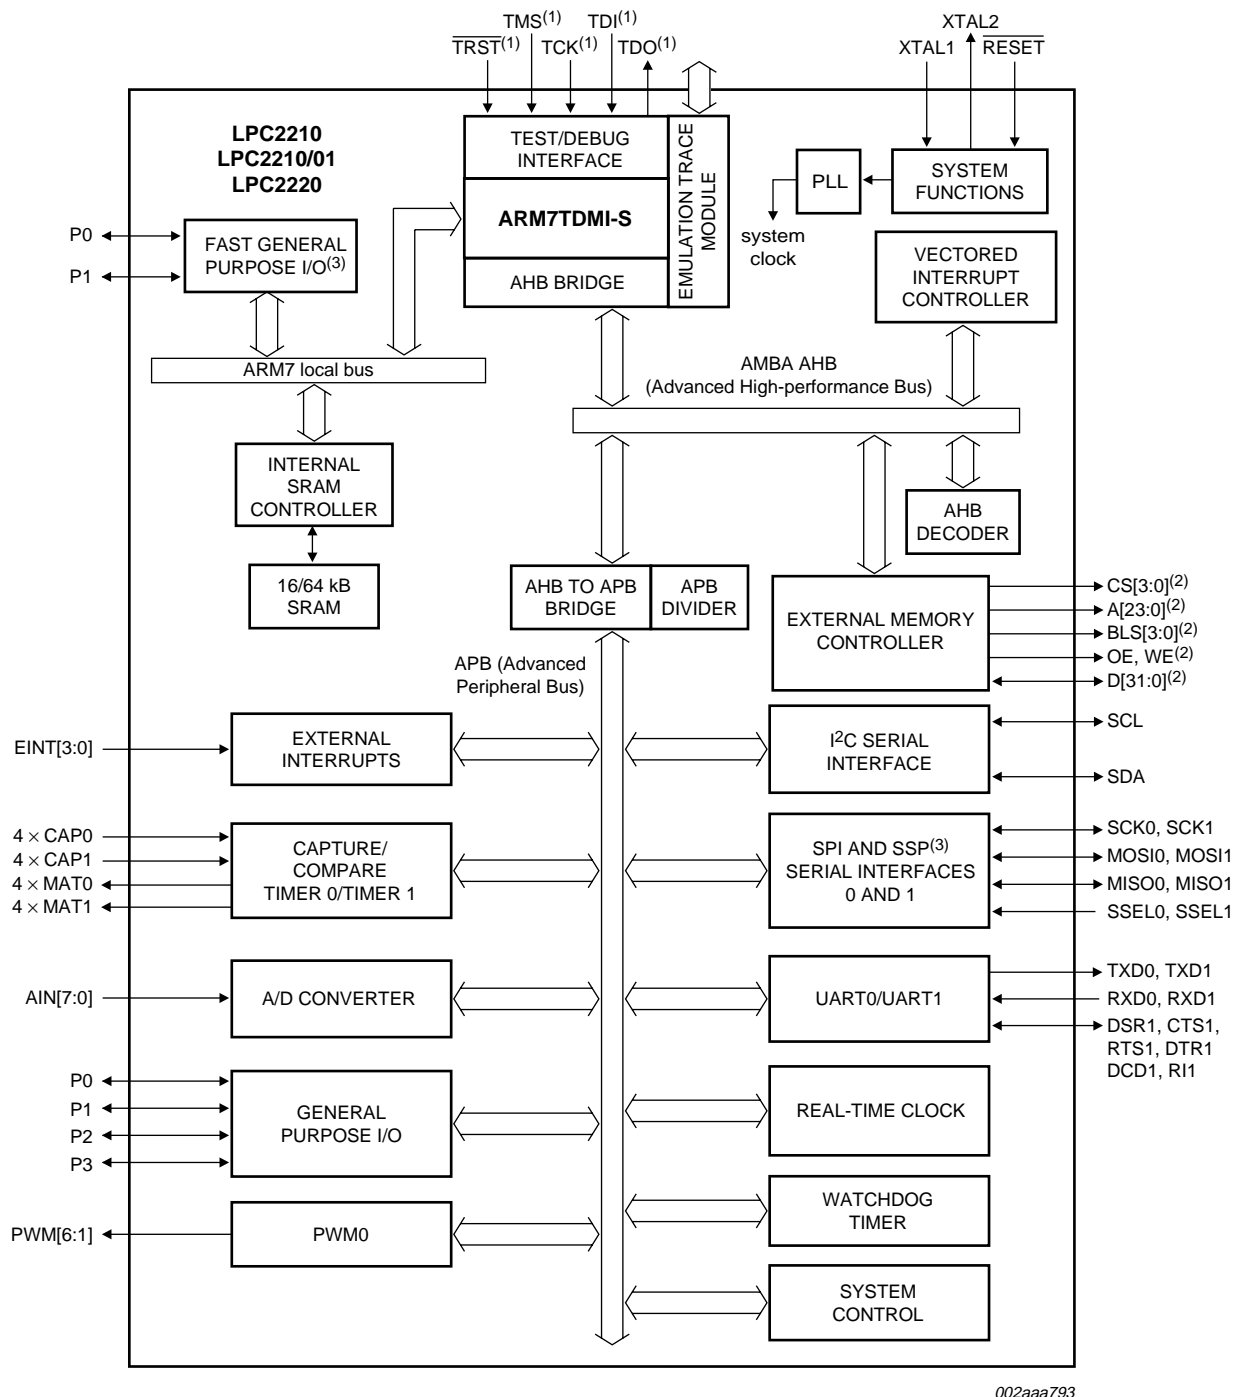 TMS(1)
TDI(1)
XTAL2
TRST(1)
TCK(1)
TDO(1)
XTAL1
RESET
LPC2210
LPC2210/01
LPC2220
TEST/DEBUG
INTERFACE
ARM7TDMI-S
AHB BRIDGE
EMULATION TRACE
MODULE
PLL
SYSTEM
FUNCTIONS
system
clock
P0
P1
FAST GENERAL
PURPOSE I/O(3)
VECTORED
INTERRUPT
CONTROLLER
ARM7 local bus
AMBA AHB
(Advanced High-performance Bus)
INTERNAL
SRAM
CONTROLLER
AHB
DECODER
16/64 kB
SRAM
AHB TO APB
BRIDGE
APB
DIVIDER
EXTERNAL MEMORY
CONTROLLER
CS[3:0](2)
A[23:0](2)
BLS[3:0](2)
OE, WE(2)
D[31:0](2)
APB (Advanced
Peripheral Bus)
EINT[3:0]
EXTERNAL
INTERRUPTS
I2C SERIAL
INTERFACE
SCL
SDA
4 × CAP0
4 × CAP1
4 × MAT0
4 × MAT1
CAPTURE/
COMPARE
TIMER 0/TIMER 1
SPI AND SSP(3)
SERIAL INTERFACES
0 AND 1
SCK0, SCK1
MOSI0, MOSI1
MISO0, MISO1
SSEL0, SSEL1
AIN[7:0]
A/D CONVERTER
UART0/UART1
TXD0, TXD1
RXD0, RXD1
DSR1, CTS1,
RTS1, DTR1
DCD1, RI1
P0
P1
P2
P3
GENERAL
PURPOSE I/O
REAL-TIME CLOCK
PWM[6:1]
PWM0
WATCHDOG
TIMER
SYSTEM
CONTROL
002aaa793